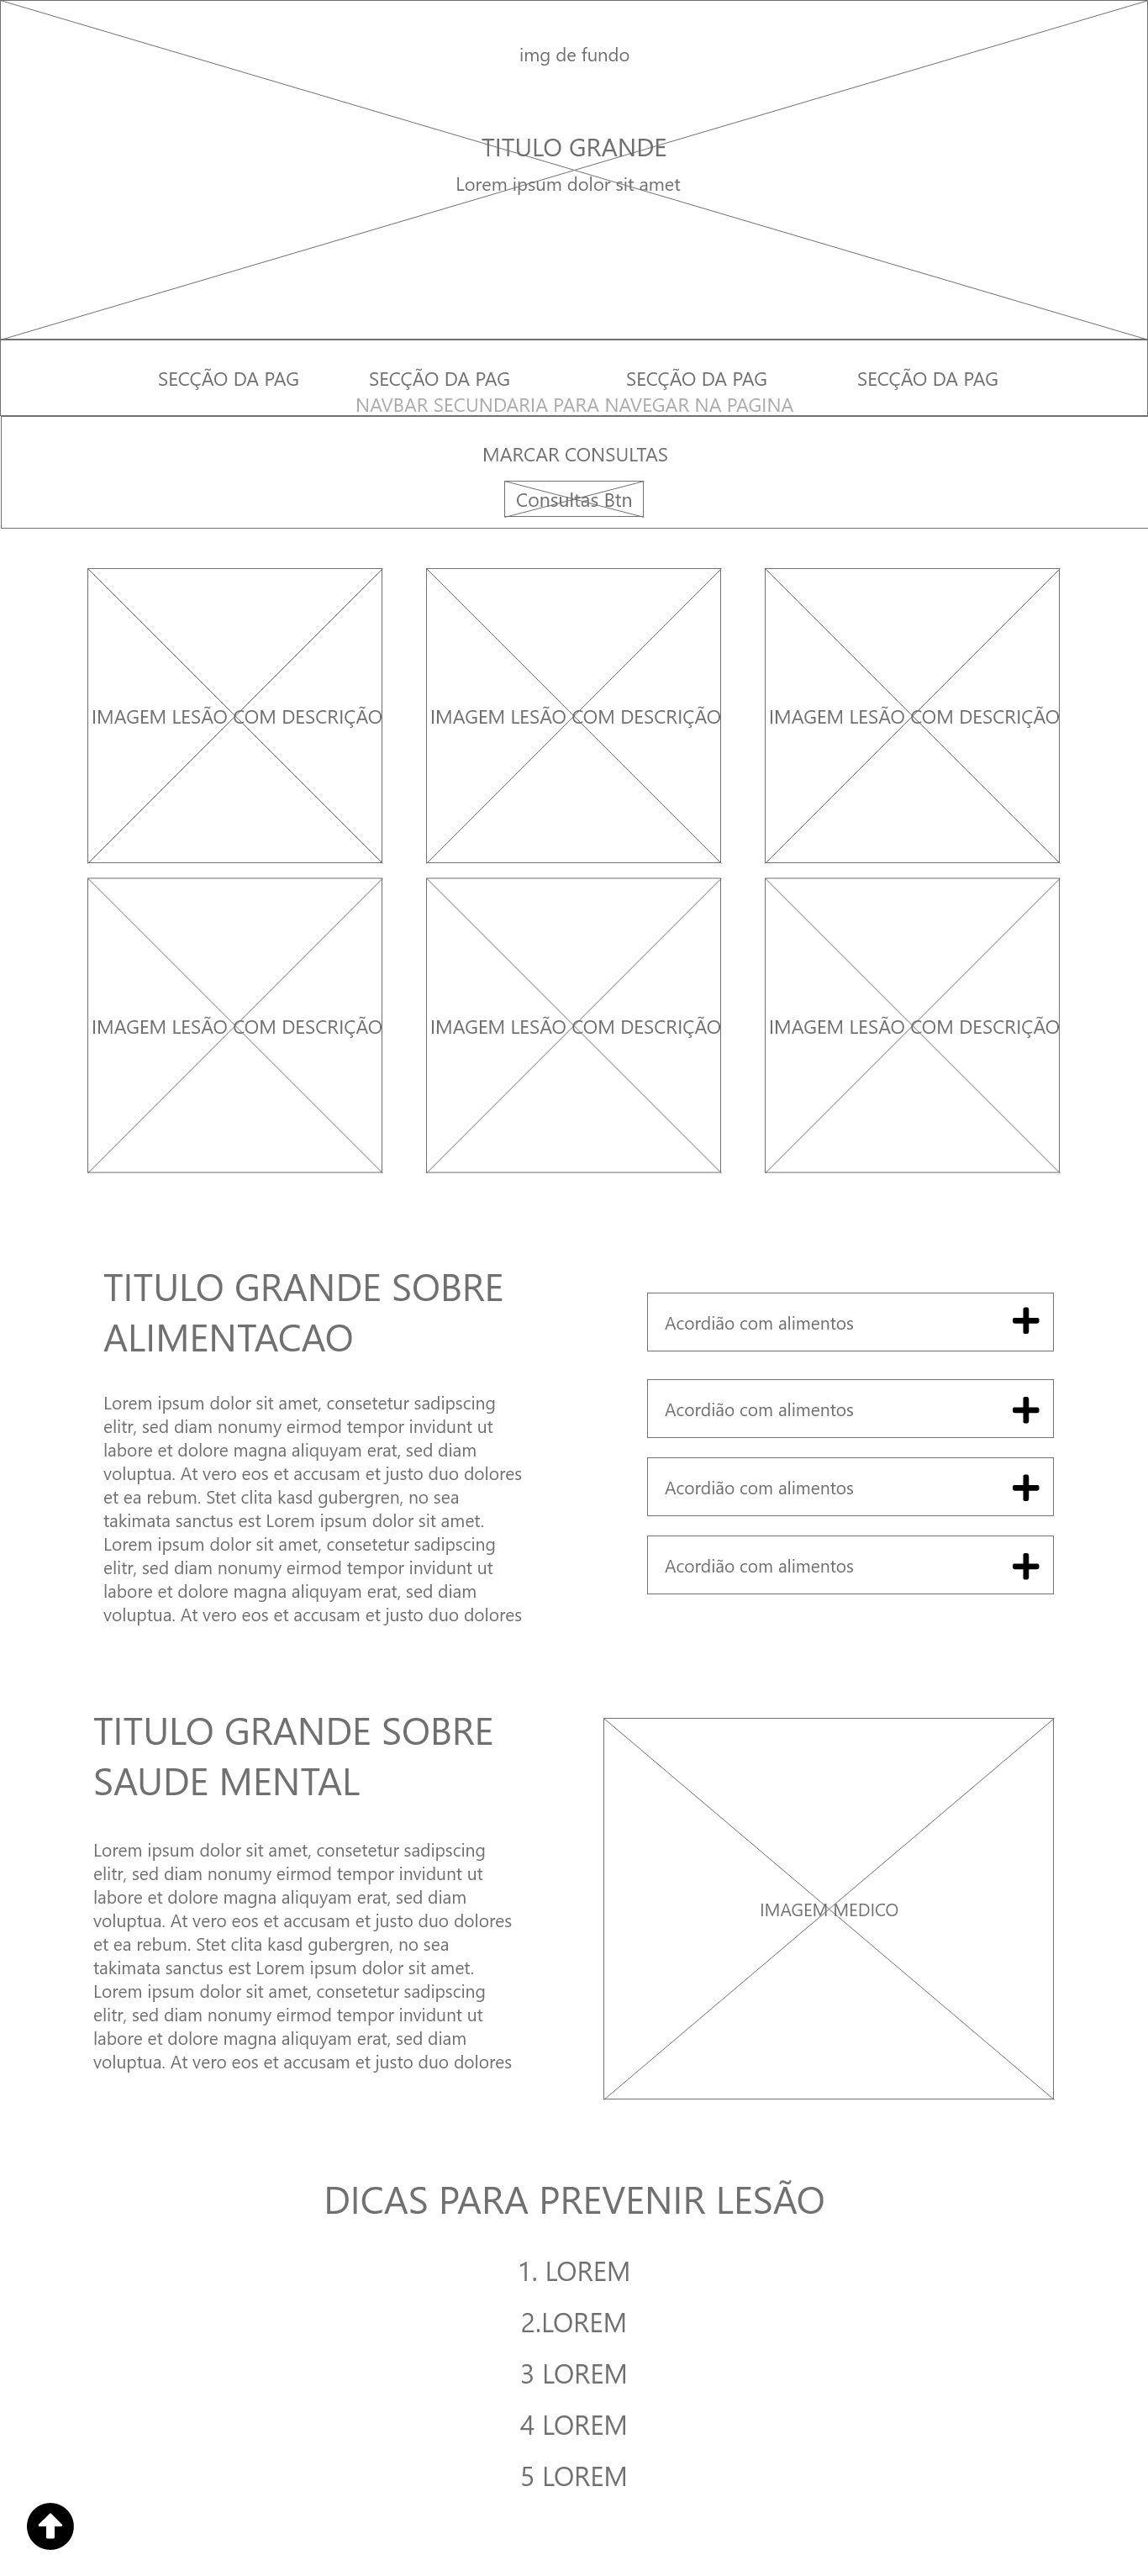 img de fundo
TITULO GRANDE
Lorem ipsum dolor sit amet
SECÇÃO DA PAG SECÇÃO DA PAG SECÇÃO DA PAG SECÇÃO DA PAG
NAVBAR SECUNDARIA PARA NAVEGAR NA PAGINA
MARCAR CONSULTAS
Consultas Btn
IMAGEM LESÃO COM DESCRIÇÃO IMAGEM LESÃO COM DESCRIÇÃO IMAGEM LESÃO COM DESCRIÇÃO
IMAGEM LESÃO COM DESCRIÇÃO IMAGEM LESÃO COM DESCRIÇÃO IMAGEM LESÃO COM DESCRIÇÃO
TITULO GRANDE SOBRE
ALIMENTACAO
Lorem ipsum dolor sit amet, consetetur sadipscing
elitr, sed diam nonumy eirmod tempor invidunt ut
labore et dolore magna aliquyam erat, sed diam
voluptua. At vero eos et accusam et justo duo dolores
et ea rebum. Stet clita kasd gubergren, no sea
takimata sanctus est Lorem ipsum dolor sit amet.
Lorem ipsum dolor sit amet, consetetur sadipscing
elitr, sed diam nonumy eirmod tempor invidunt ut
labore et dolore magna aliquyam erat, sed diam
voluptua. At vero eos et accusam et justo duo dolores
Acordião com alimentos
Acordião com alimentos
Acordião com alimentos
Acordião com alimentos
TITULO GRANDE SOBRE
SAUDE MENTAL
Lorem ipsum dolor sit amet, consetetur sadipscing
elitr, sed diam nonumy eirmod tempor invidunt ut
labore et dolore magna aliquyam erat, sed diam
voluptua. At vero eos et accusam et justo duo dolores
et ea rebum. Stet clita kasd gubergren, no sea
takimata sanctus est Lorem ipsum dolor sit amet.
Lorem ipsum dolor sit amet, consetetur sadipscing
elitr, sed diam nonumy eirmod tempor invidunt ut
labore et dolore magna aliquyam erat, sed diam
voluptua. At vero eos et accusam et justo duo dolores
IMAGEM MEDICO
DICAS PARA PREVENIR LESÃO
1. LOREM
2.LOREM
3 LOREM
4 LOREM
5 LOREM